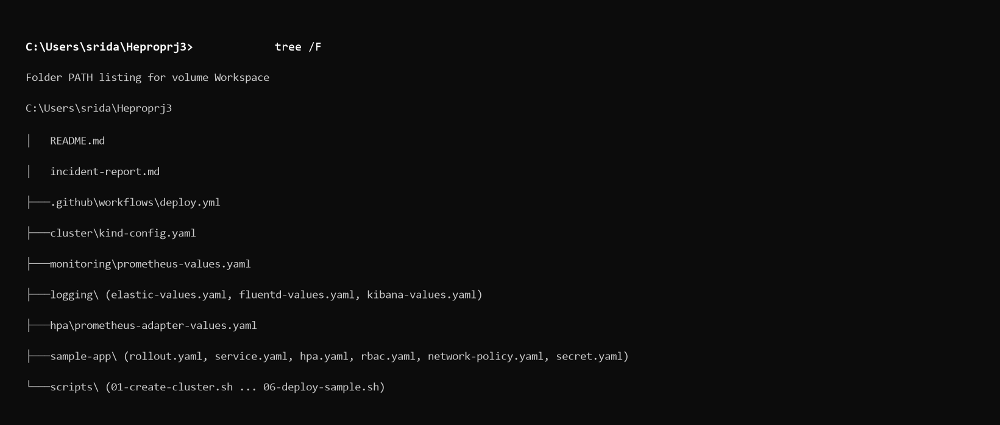 C:\Users\srida\Heproprj3> tree /F
Folder PATH listing for volume Workspace
C:\Users\srida\Heproprj3
│   README.md
│   incident-report.md
├───.github\workflows\deploy.yml
├───cluster\kind-config.yaml
├───monitoring\prometheus-values.yaml
├───logging\ (elastic-values.yaml, fluentd-values.yaml, kibana-values.yaml)
├───hpa\prometheus-adapter-values.yaml
├───sample-app\ (rollout.yaml, service.yaml, hpa.yaml, rbac.yaml, network-policy.yaml, secret.yaml)
└───scripts\ (01-create-cluster.sh ... 06-deploy-sample.sh)